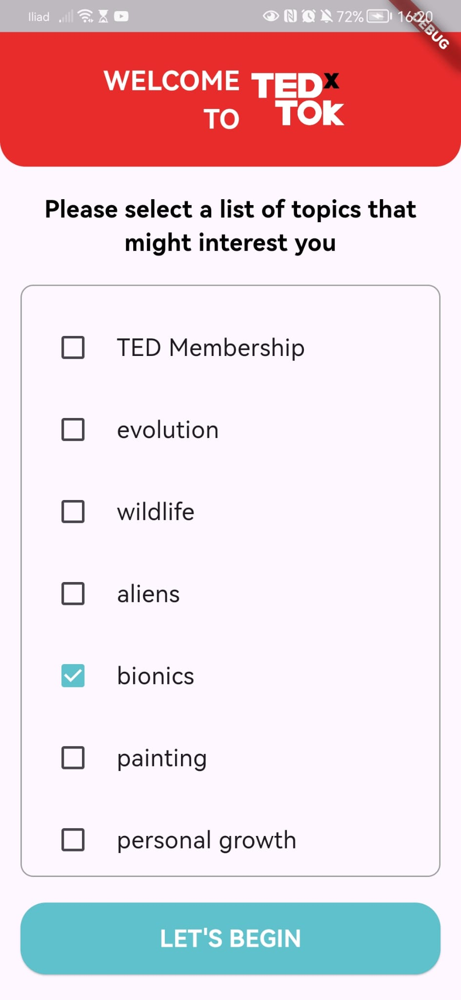 Iliad 72% 16:20
DEBUG
WELCOME
TO
TEDX
TOK
Please select a list of topics that
might interest you
TED Membership
evolution
wildlife
aliens
bionics
painting
personal growth
LET'S BEGIN